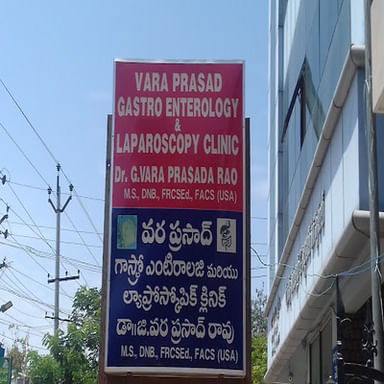 VARA PRASAD
GASTRO ENTEROLOGY
&
LAPAROSCOPY CLINIC
Dr. G.VARA PRASADA RAO
M.S., DNB., FRCSEd., FACS (USA)
వర ప్రసాద్
గాస్ట్రో ఎంటిరాలజి మరియు
ల్యాప్రోస్కోపిక్ క్లినిక్
డా॥జి.వర ప్రసాద్ రావు
M.S., DNB., FRCSEd., FACS (USA)